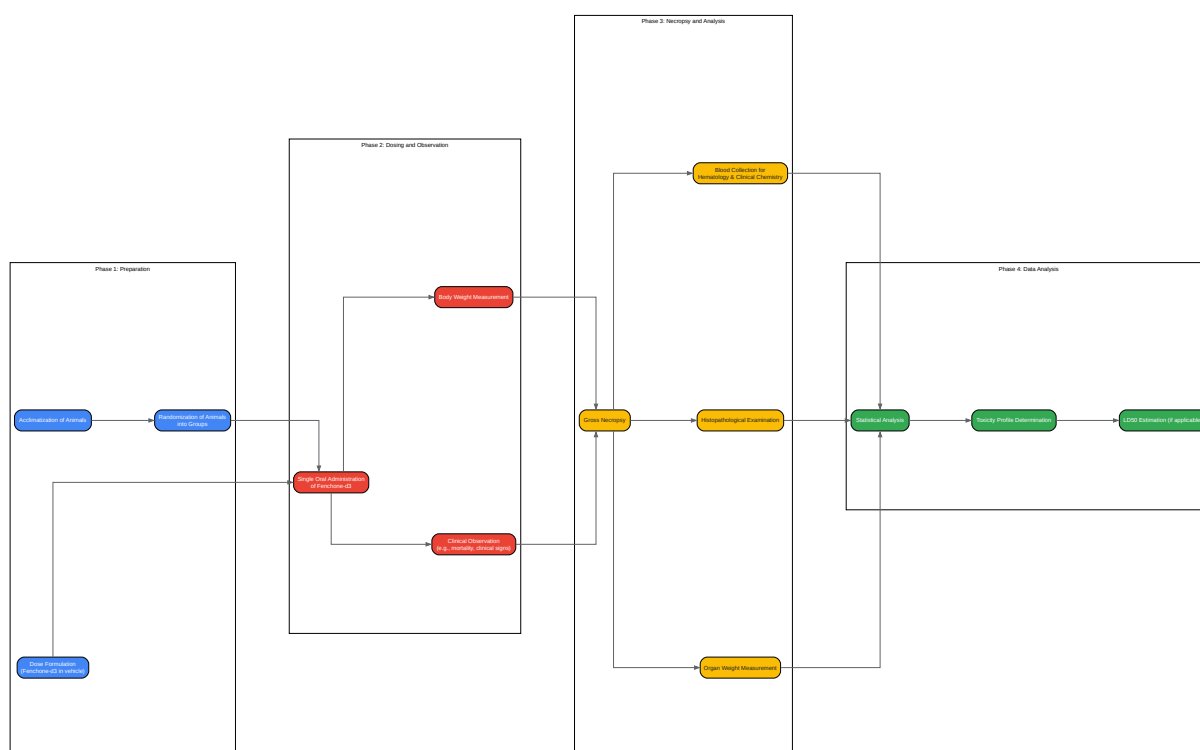 Phase 3: Necropsy and Analysis
Phase 2: Dosing and Observation
Blood Collection for
Hematology & Clinical Chemistry
Phase 1: Preparation
Phase 4: Data Analysis
Body Weight Measurement
Acclimatization of Animals
Randomization of Animals
into Groups
Gross Necropsy
Histopathological Examination
Statistical Analysis
Toxicity Profile Determination
LD50 Estimation (if applicable
Single Oral Administration
of Fenchone-d3
Clinical Observation
(e.g., mortality, clinical signs)
Dose Formulation
(Fenchone-d3 in vehicle)
Organ Weight Measurement